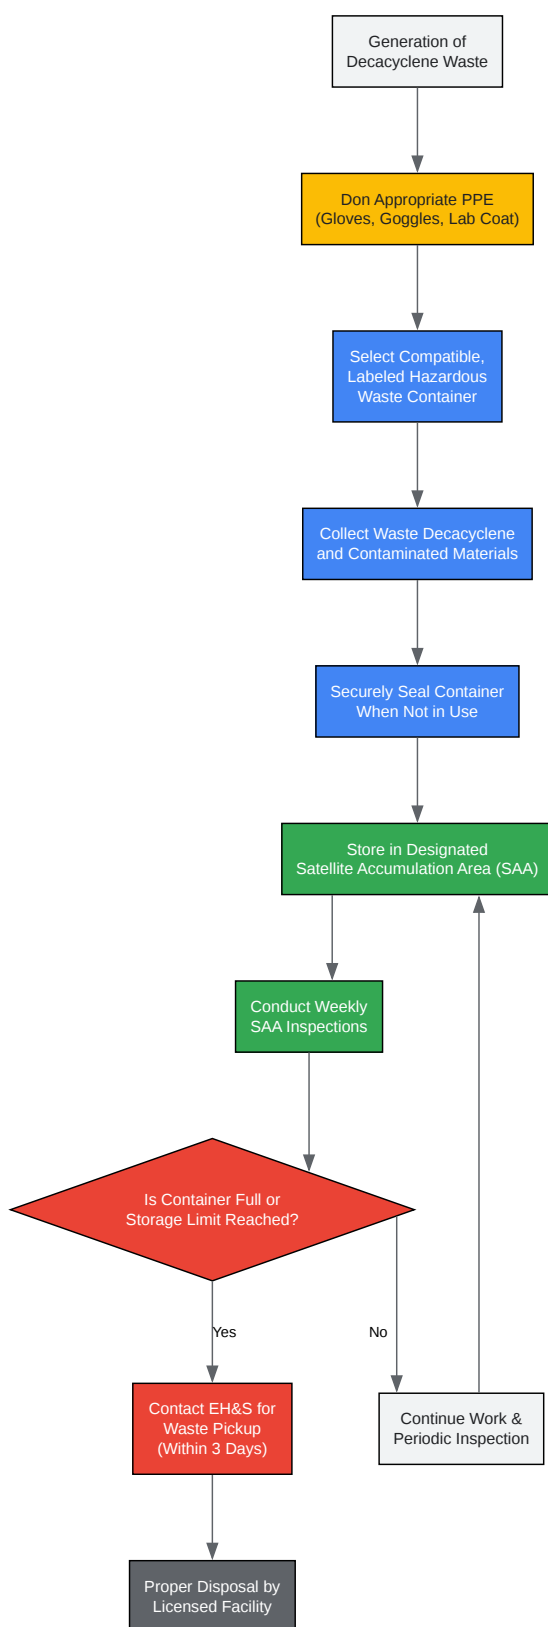 Generation of
Decacyclene Waste
Don Appropriate PPE
(Gloves, Goggles, Lab Coat)
Select Compatible,
Labeled Hazardous
Waste Container
Collect Waste Decacyclene
and Contaminated Materials
Securely Seal Container
When Not in Use
Store in Designated
Satellite Accumulation Area (SAA)
Conduct Weekly
SAA Inspections
Is Container Full or
Storage Limit Reached?
Yes
No
Contact EH&S for
Waste Pickup
(Within 3 Days)
Continue Work &
Periodic Inspection
Proper Disposal by
Licensed Facility